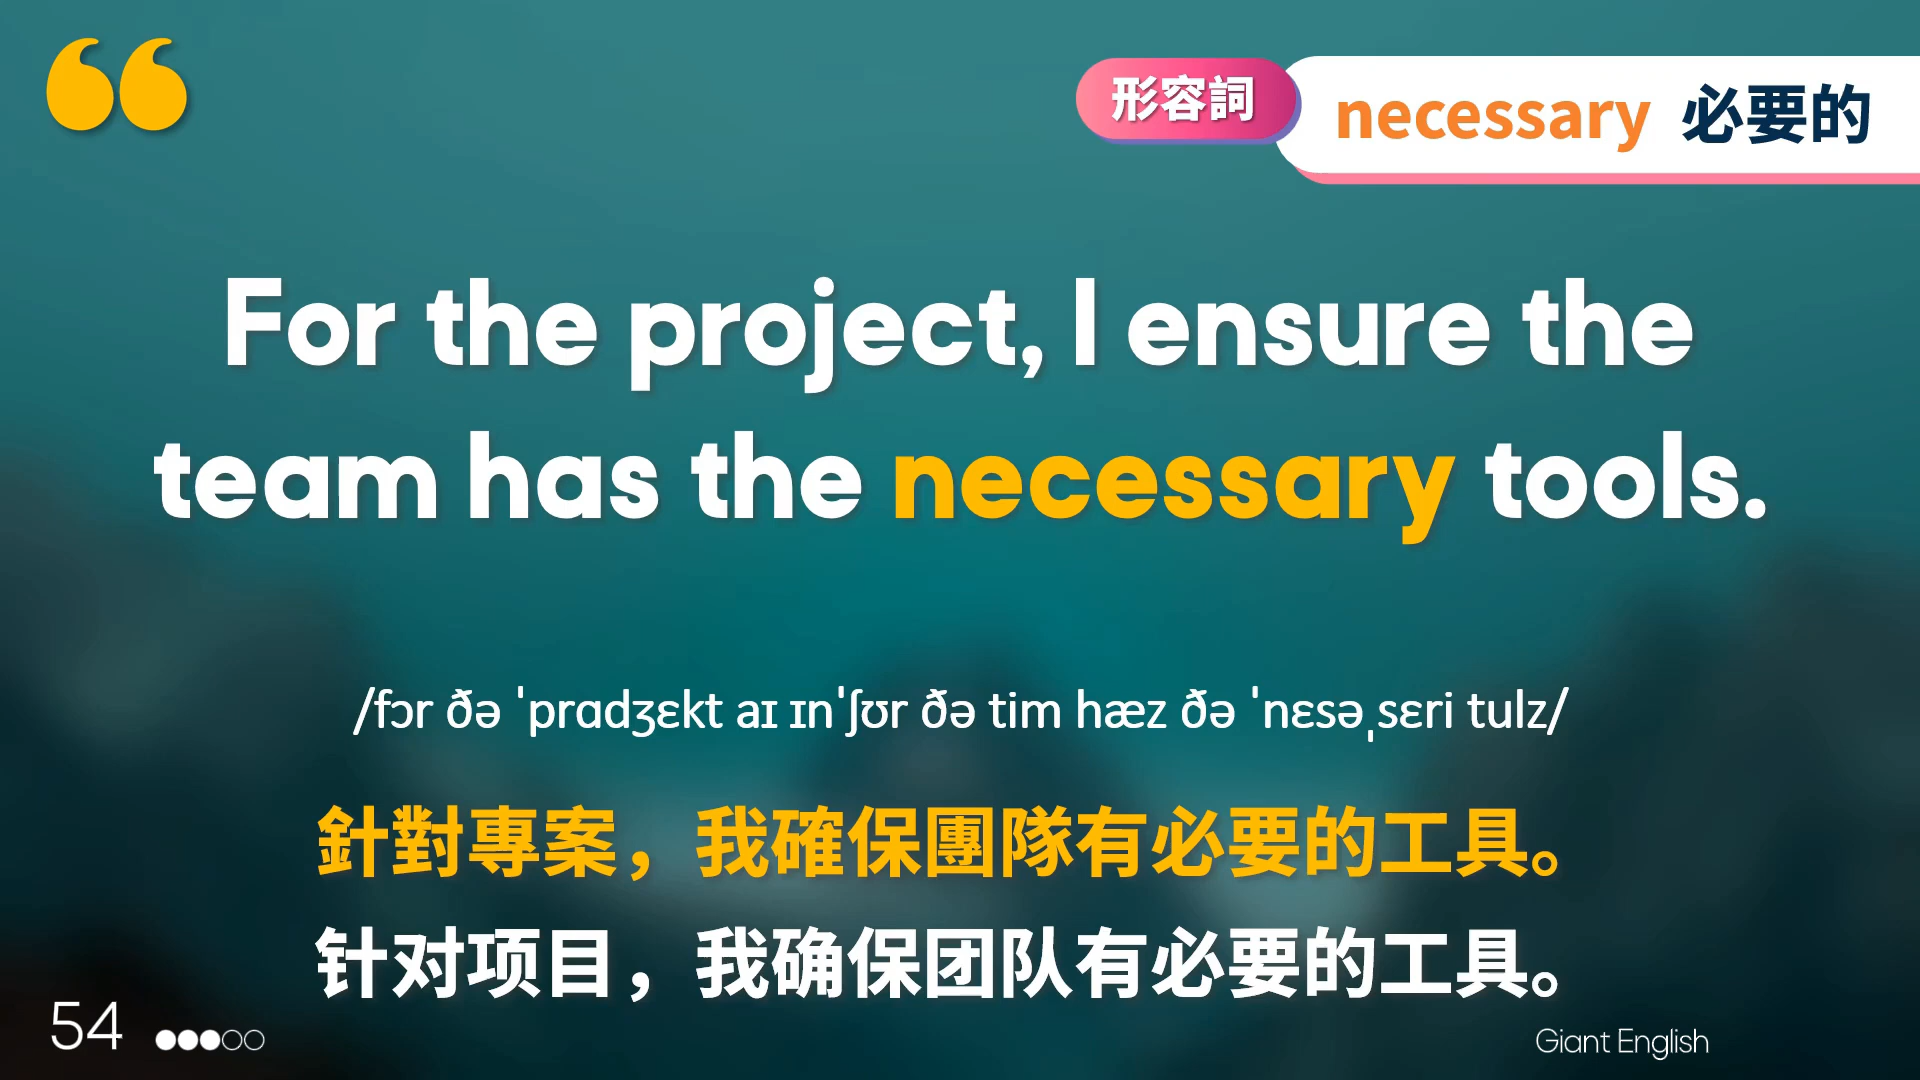 形容詞
necessary 必要的
For the project, I ensure the
team has the necessary tools.
/fɔr ðə ˈprɑdʒɛkt aɪ ɪnˈʃʊr ðə tim hæz ðə ˈnɛsəˌsɛri tulz/
針對專案，我確保團隊有必要的工具。
针对项目，我确保团队有必要的工具。
54
Giant English